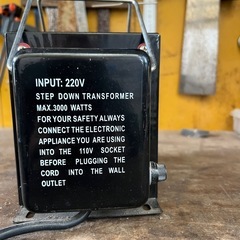 INPUT: 220V
STEP DOWN TRANSFORMER
MAX.3000 WATTS
FOR YOUR SAFETY ALWAYS
CONNECT THE ELECTRONIC
APPLIANCE YOU ARE USING
INTO THE 110V SOCKET
BEFORE PLUGGING THE
CORD INTO THE WALL
OUTLET